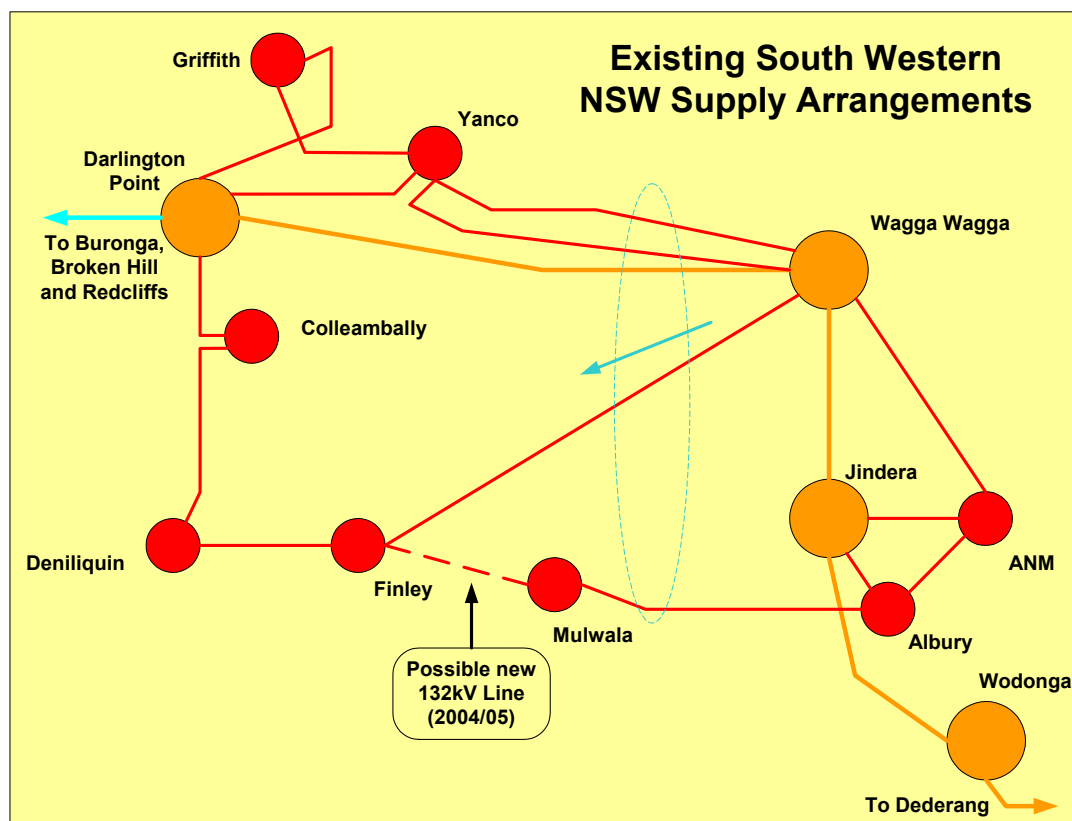 Existing South Western
NSW Supply Arrangements
Griffith
Yanco
Darlington
Point
Wagga Wagga
To Buronga,
Broken Hill
and Redcliffs
Colleambally
Jindera
Deniliquin
Finley
Mulwala
ANM
Albury
Possible new
132kV Line
(2004/05)
Wodonga
To Dederang